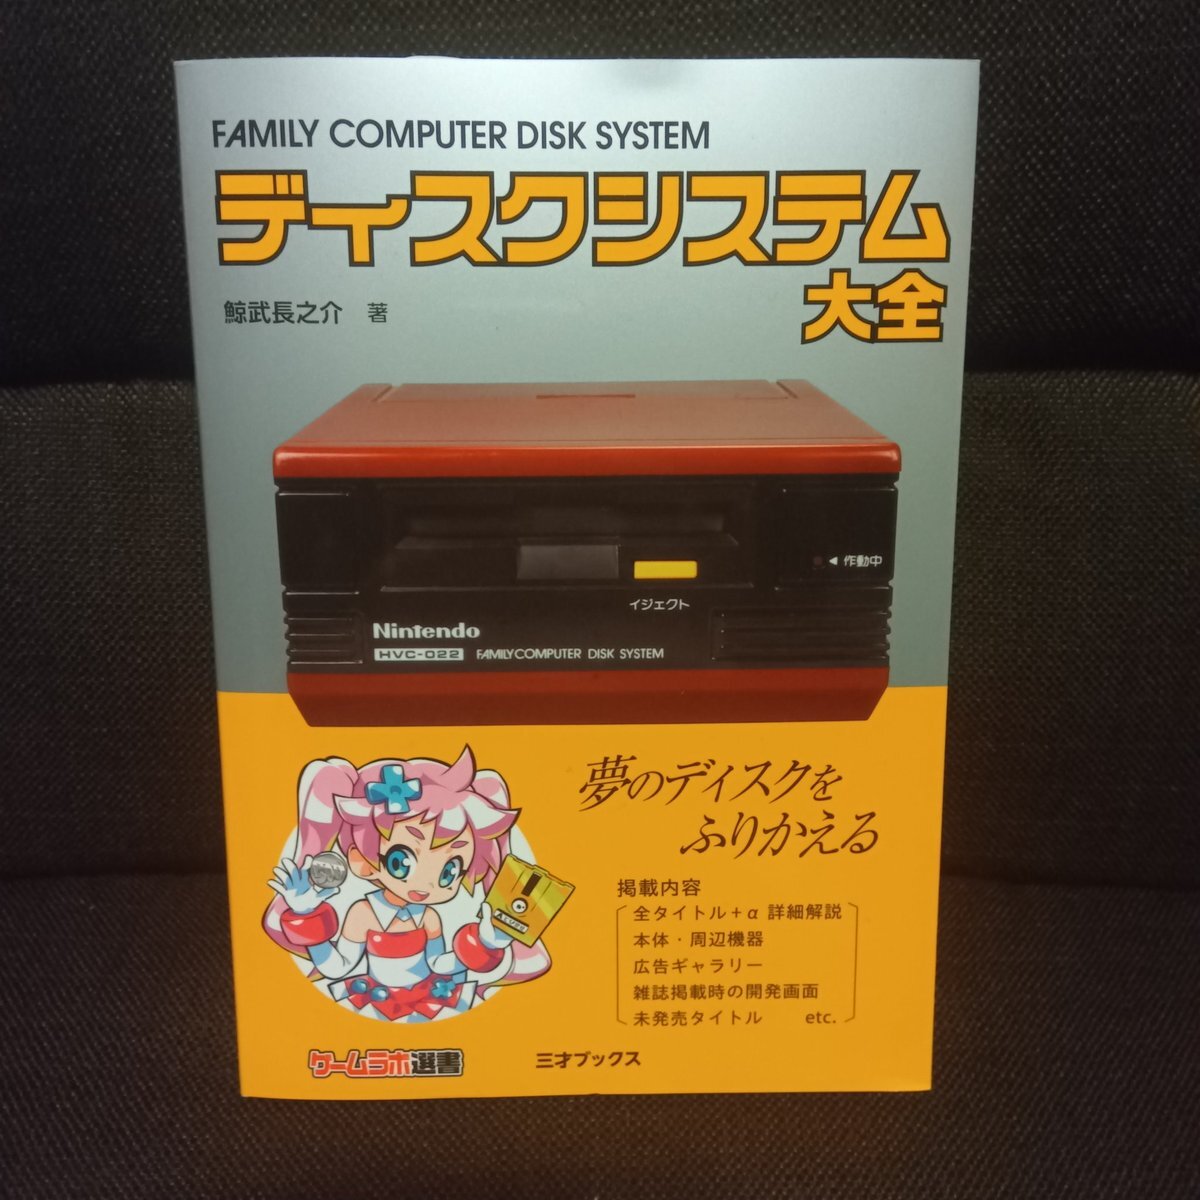 FAMILY COMPUTER DISK SYSTEM
ディスクシステム
大全
鯨武長之介 著
◀ 作動中
イジェクト
Nintendo
HVC-022 FAMILY COMPUTER DISK SYSTEM
夢のディスクを
ふりかえる
掲載内容
全タイトル+α 詳細解説
本体・周辺機器
広告ギャラリー
雑誌掲載時の開発画面
未発売タイトル etc.
ゲームラボ選書
三才ブックス